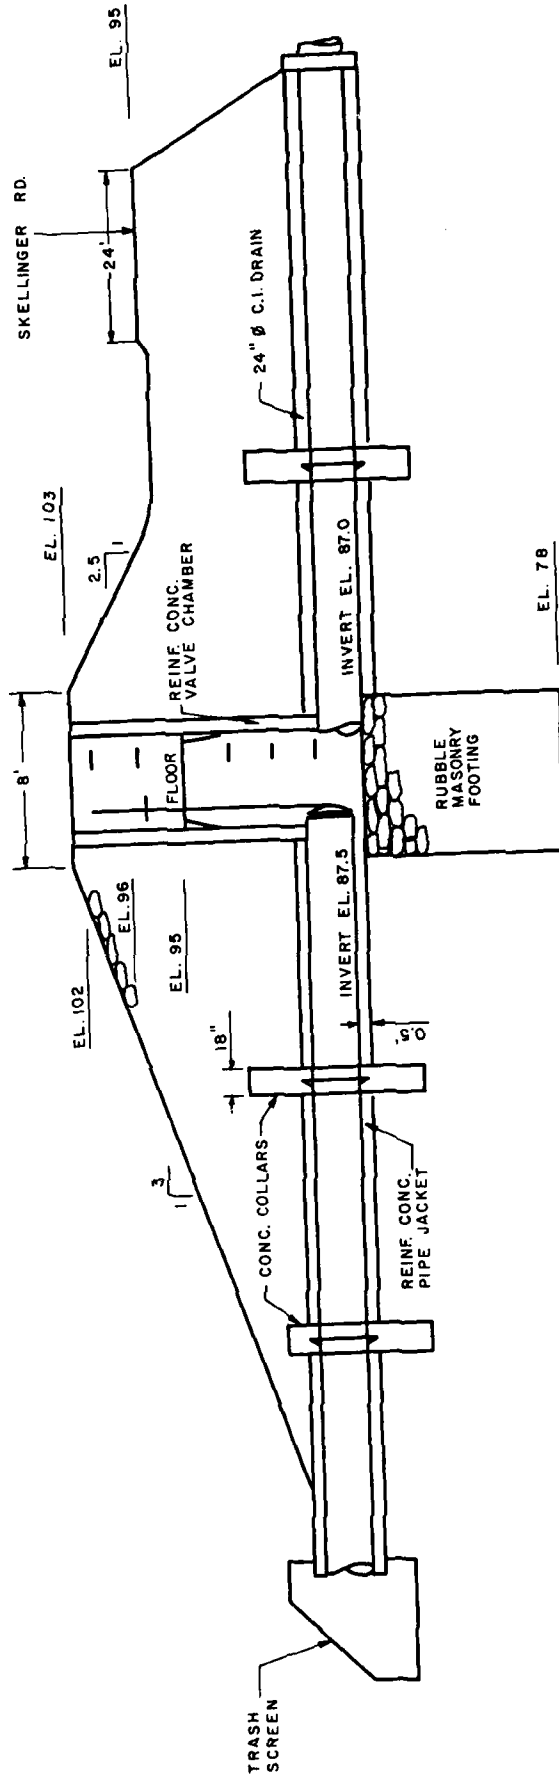 SKELLINGER RD.
EL. 95
24'
EL. 103
8'
2.5
1
REINF. CONC.
VALVE CHAMBER
FLOOR
EL. 102
EL. 96
EL. 95
3
1
24" Ø C.I. DRAIN
18"
CONC. COLLARS
INVERT EL. 87.5
INVERT EL. 87.0
0.5'
REINF. CONC.
PIPE JACKET
RUBBLE
MASONRY
FOOTING
EL. 78
TRASH
SCREEN